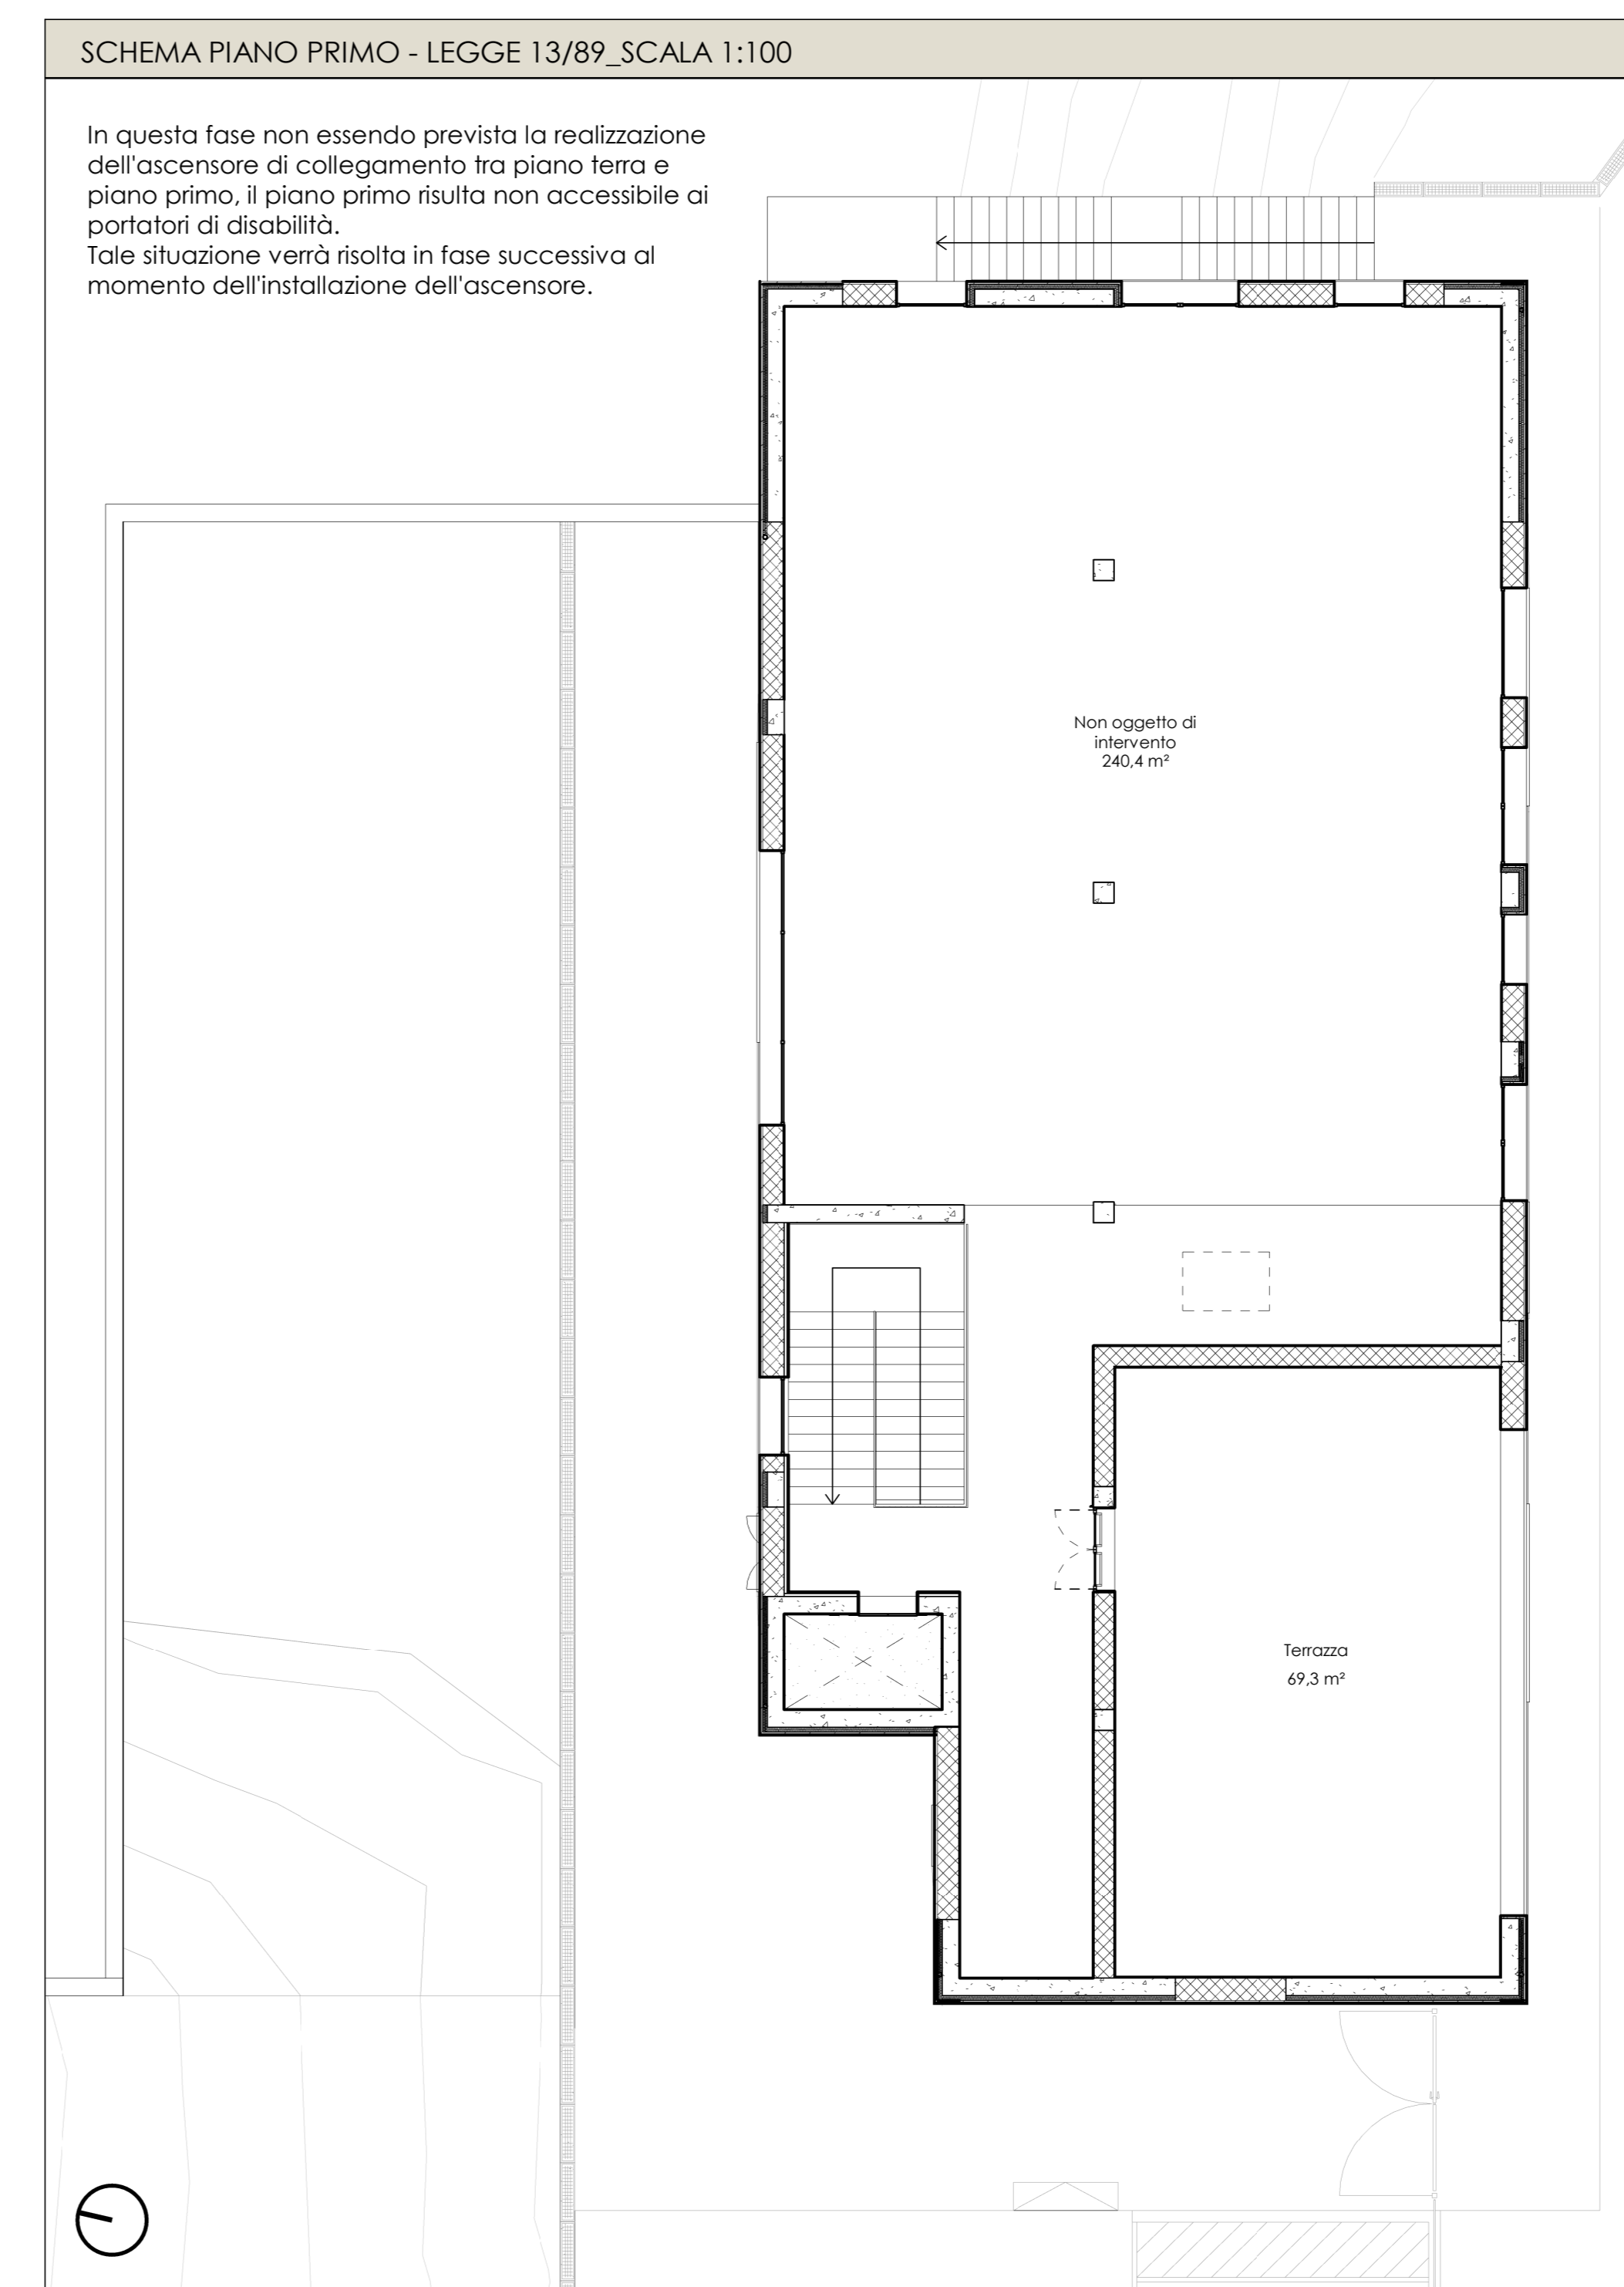 SCHEMA PIANO PRIMO - LEGGE 13/89_SCALA 1:100
In questa fase non essendo prevista la realizzazione
dell'ascensore di collegamento tra piano terra e
piano primo, il piano primo risulta non accessibile ai
portatori di disabilità.
Tale situazione verrà risolta in fase successiva al
momento dell'installazione dell'ascensore.
Non oggetto di
intervento
240,4 m²
Terrazza
69,3 m²